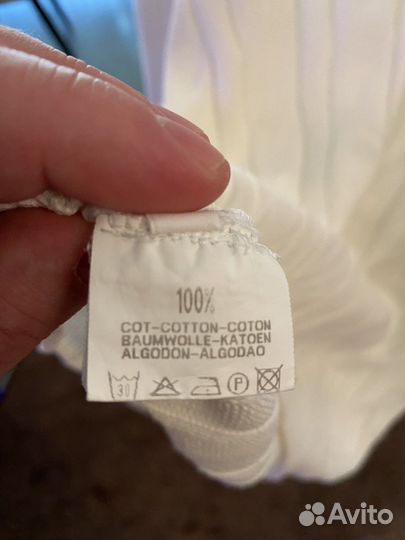 100%
COT-COTTON-COTON
BAUMWOLLE-KATOEN
ALGODON-ALGODAO
30 P
Avito